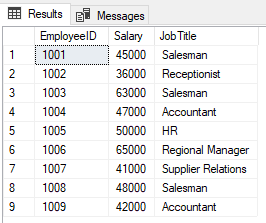 Results Messages
EmployeeID Salary JobTitle
1 1001 45000 Salesman
2 1002 36000 Receptionist
3 1003 63000 Salesman
4 1004 47000 Accountant
5 1005 50000 HR
6 1006 65000 Regional Manager
7 1007 41000 Supplier Relations
8 1008 48000 Salesman
9 1009 42000 Accountant